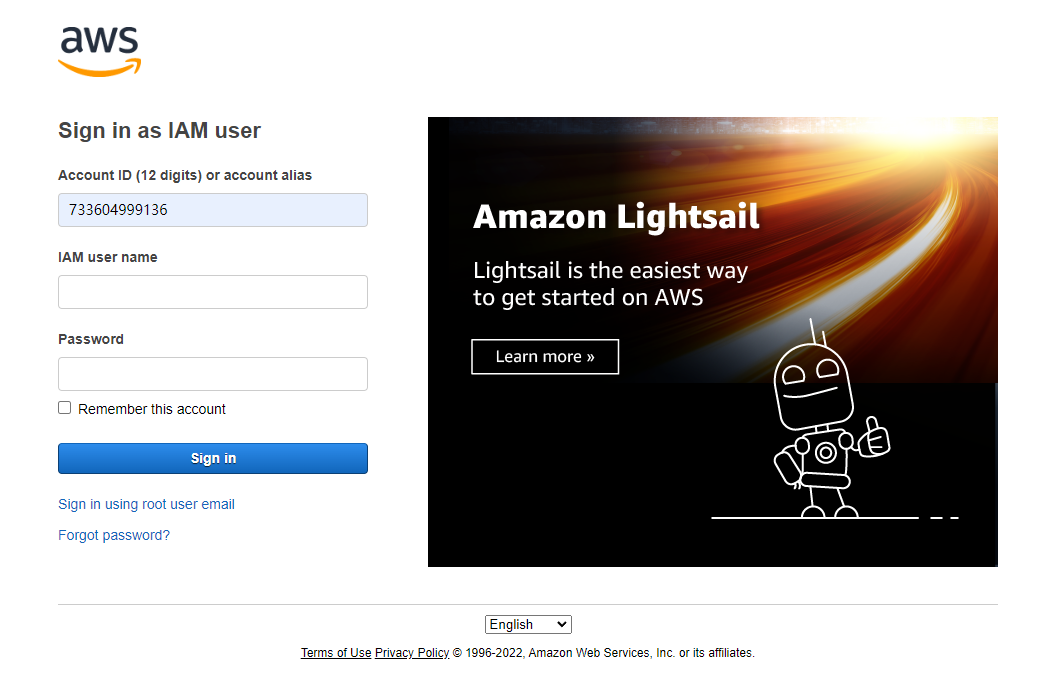 aws
Sign in as IAM user
Account ID (12 digits) or account alias
733604999136
IAM user name
Password
Remember this account
Sign in
Sign in using root user email
Forgot password?
Amazon Lightsail
Lightsail is the easiest way
to get started on AWS
Learn more »
English
Terms of Use Privacy Policy © 1996-2022, Amazon Web Services, Inc. or its affiliates.